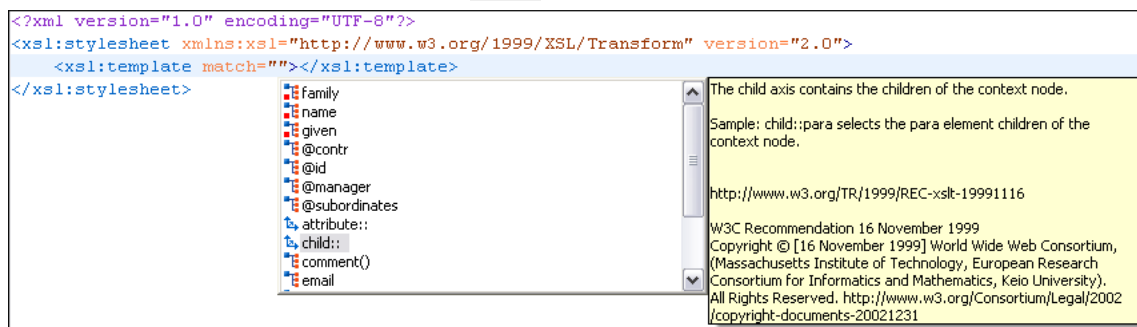 <?xml version="1.0" encoding="UTF-8"?>
<xsl:stylesheet xmlns:xsl="http://www.w3.org/1999/XSL/Transform" version="2.0">
<xsl:template match=""></xsl:template>
</xsl:stylesheet>
family
name
given
@contr
@id
@manager
@subordinates
attribute::
child::
comment()
email
The child axis contains the children of the context node.
Sample: child::para selects the para element children of the
context node.
http://www.w3.org/TR/1999/REC-xslt-19991116
W3C Recommendation 16 November 1999
Copyright © [16 November 1999] World Wide Web Consortium,
(Massachusetts Institute of Technology, European Research
Consortium for Informatics and Mathematics, Keio University).
All Rights Reserved. http://www.w3.org/Consortium/Legal/2002
/copyright-documents-20021231